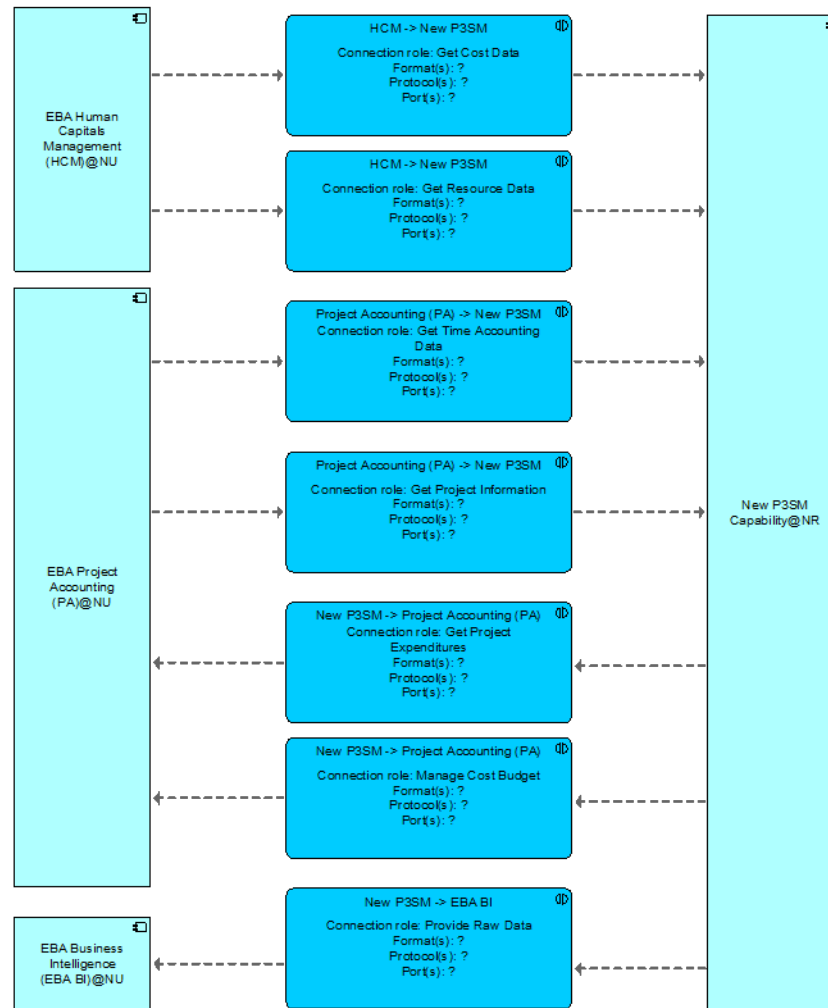 HCM -> New P3SM
Connection role: Get Cost Data
Format(s): ?
Protocol(s): ?
Port(s): ?
EBA Human
Capitals
Management
(HCM)@NU
HCM -> New P3SM
Connection role: Get Resource Data
Format(s): ?
Protocol(s): ?
Port(s): ?
Project Accounting (PA) -> New P3SM
Connection role: Get Time Accounting
Data
Format(s): ?
Protocol(s): ?
Port(s): ?
Project Accounting (PA) -> New P3SM
Connection role: Get Project Information
Format(s): ?
Protocol(s): ?
Port(s): ?
New P3SM
Capability@NR
EBA Project
Accounting
(PA)@NU
New P3SM -> Project Accounting (PA)
Connection role: Get Project
Expenditures
Format(s): ?
Protocol(s): ?
Port(s): ?
New P3SM -> Project Accounting (PA)
Connection role: Manage Cost Budget
Format(s): ?
Protocol(s): ?
Port(s): ?
New P3SM -> EBA BI
Connection role: Provide Raw Data
Format(s): ?
Protocol(s): ?
Port(s): ?
EBA Business
Intelligence
(EBA BI)@NU